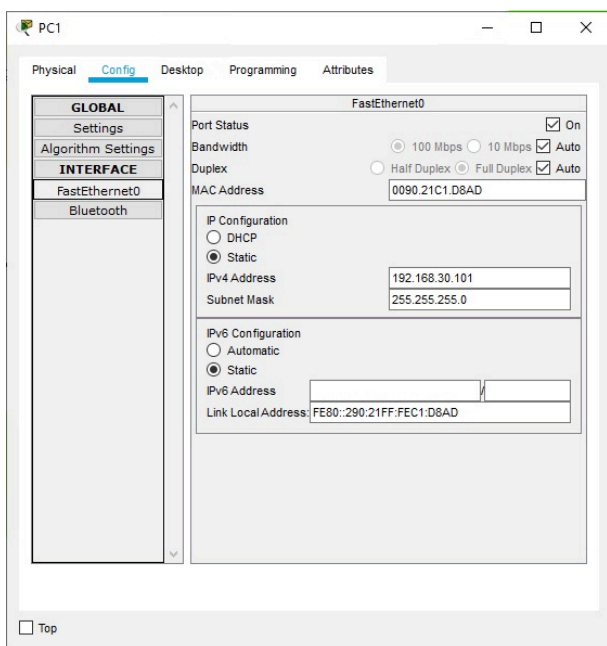 PC1
Physical Config Desktop Programming Attributes
GLOBAL
Settings
Algorithm Settings
INTERFACE
FastEthernet0
Bluetooth
FastEthernet0
Port Status On
Bandwidth 100 Mbps 10 Mbps Auto
Duplex Half Duplex Full Duplex Auto
MAC Address 0090.21C1.D8AD
IP Configuration
DHCP
Static
IPv4 Address 192.168.30.101
Subnet Mask 255.255.255.0
IPv6 Configuration
Automatic
Static
IPv6 Address /
Link Local Address: FE80::290:21FF:FEC1:D8AD
Top